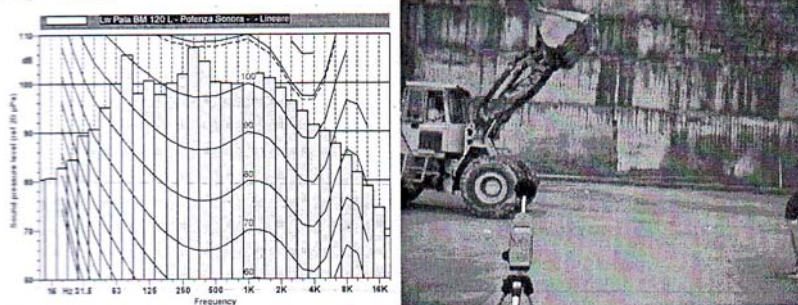 Lw Pala BM 120 L - Potenza Sonora - - Lineare
110
100
90
80
70
60
100
90
80
70
60
16 Hz 31.5 63 125 250 500 1K 2K 4K 8K 16K
Frequency
Sound pressure level (ref 20 µPa)